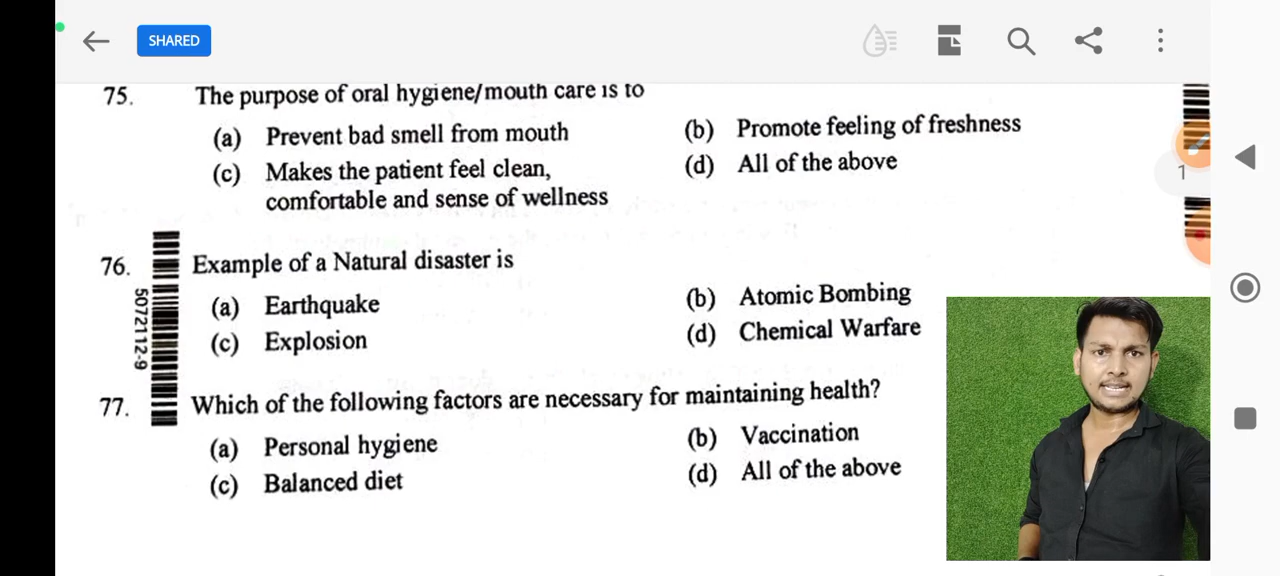 SHARED
75. The purpose of oral hygiene/mouth care is to
(a) Prevent bad smell from mouth (b) Promote feeling of freshness
(c) Makes the patient feel clean, (d) All of the above
comfortable and sense of wellness
1
76. Example of a Natural disaster is
(a) Earthquake (b) Atomic Bombing
(c) Explosion (d) Chemical Warfare
5072112-9
77. Which of the following factors are necessary for maintaining health?
(a) Personal hygiene (b) Vaccination
(c) Balanced diet (d) All of the above